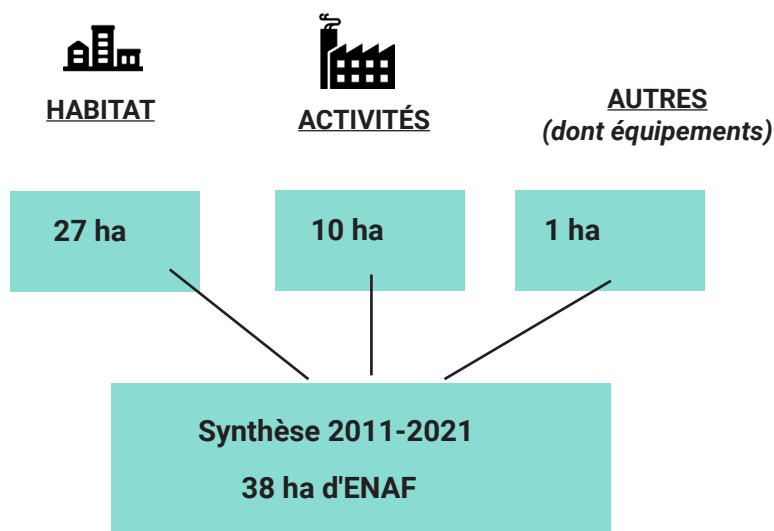 HABITAT
ACTIVITÉS
AUTRES
(dont équipements)
27 ha
10 ha
1 ha
Synthèse 2011-2021
38 ha d'ENAF